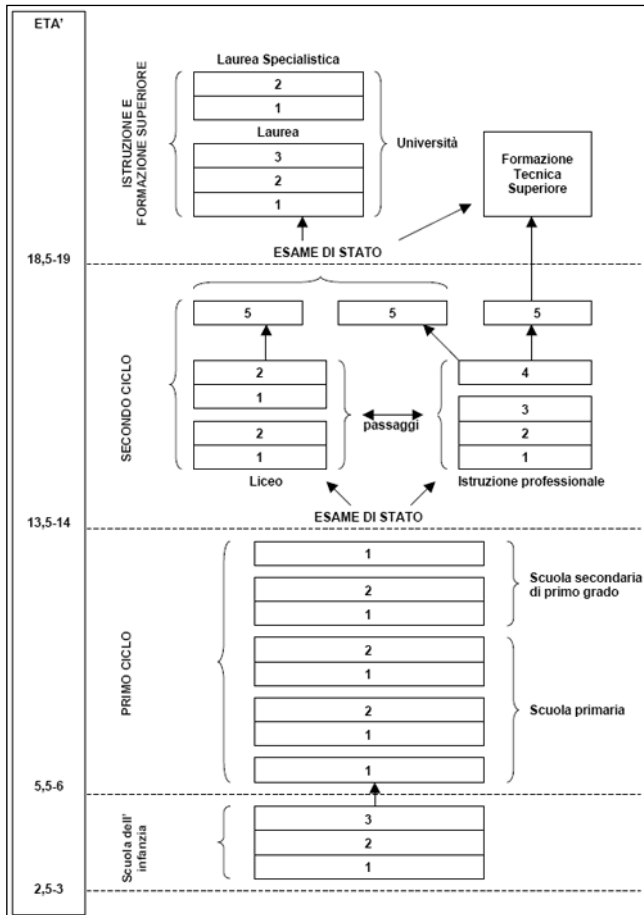 ETA'
Laurea Specialistica
2
1
Laurea
3
2
1
ISTRUZIONE E
FORMAZIONE SUPERIORE
Università
Formazione
Tecnica
Superiore
ESAME DI STATO
18,5-19
5
5
5
SECONDO CICLO
2
1
2
1
Liceo
passaggi
4
3
2
1
Istruzione professionale
ESAME DI STATO
13,5-14
PRIMO CICLO
1
2
1
Scuola secondaria
di primo grado
2
1
2
1
1
Scuola primaria
5,5-6
Scuola dell'
infanzia
3
2
1
2,5-3